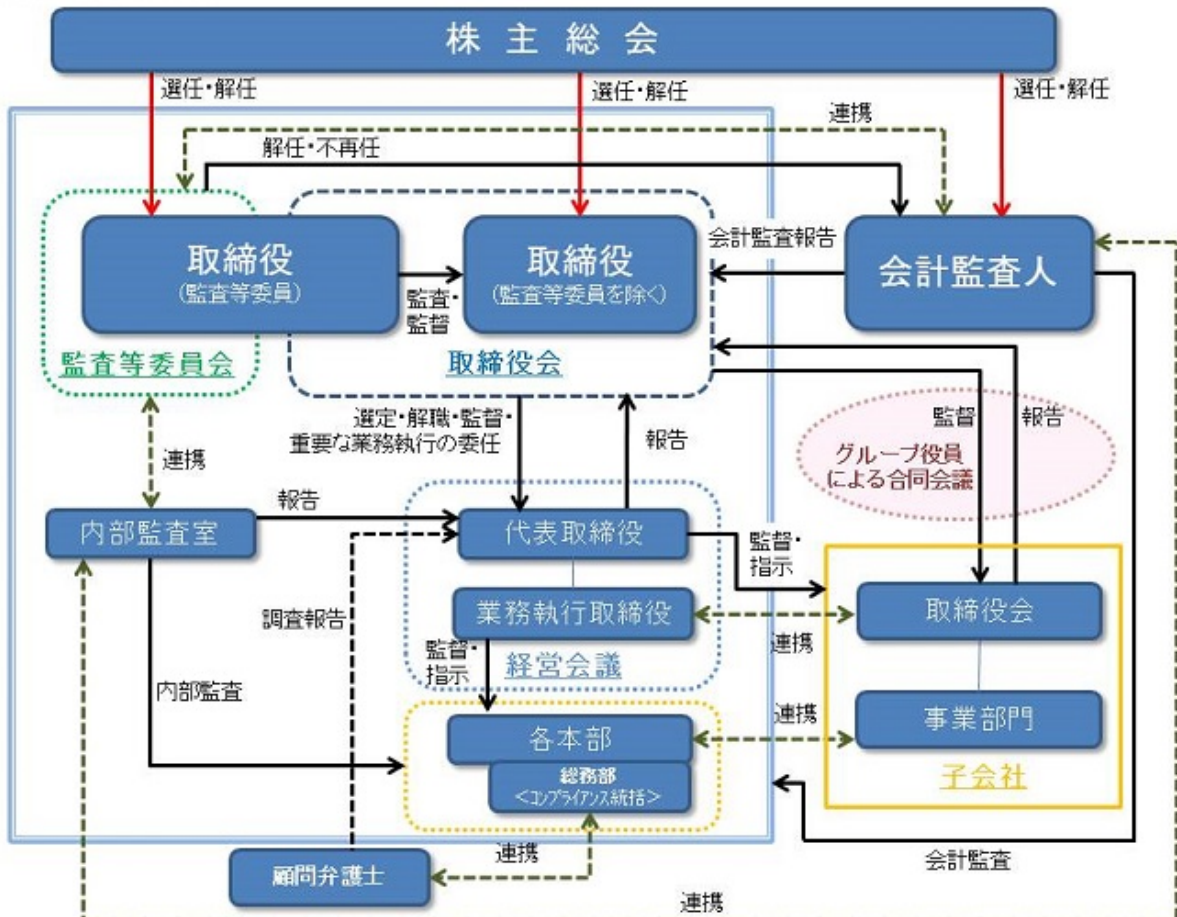 株主総会
選任・解任
選任・解任
選任・解任
連携
解任・不再任
取締役
(監査等委員)
監査・
監督
取締役
(監査等委員を除く)
会計監査報告
会計監査人
監査等委員会
取締役会
選定・解職・監督・
重要な業務執行の委任
報告
監督
報告
グループ役員
による合同会議
連携
内部監査室
報告
代表取締役
監督・
指示
調査報告
業務執行取締役
連携
取締役会
監督・
指示
経営会議
内部監査
各本部
連携
事業部門
総務部
<コンプライアンス統括>
子会社
顧問弁護士
連携
会計監査
連携